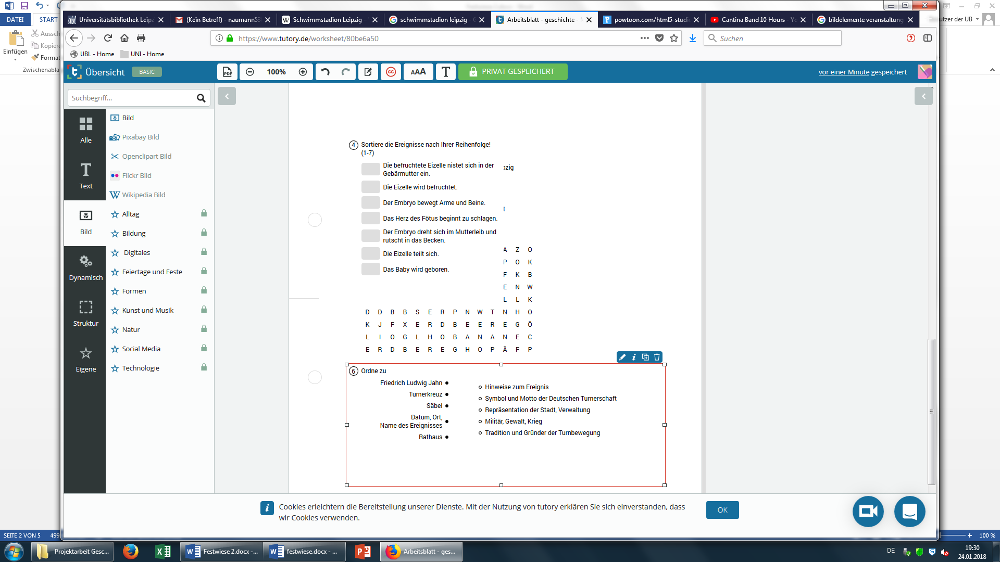 DATEI
START
Aussch
Kopiere
Format
Einfügen
Zwischenabla
utzer der UB
Universitätsbibliothek Leipz
(Kein Betreff) - naumann53
Schwimmstadion Leipzig –
schwimmstadion leipzig -
Arbeitsblatt - geschichte -
powtoon.com/html5-studi
Cantina Band 10 Hours -
bildelemente veranstaltung
https://www.tutory.de/worksheet/80be6a50
Suchen
UBL - Home
UNI - Home
Übersicht
BASIC
PDF
100%
cc
AAA
T
PRIVAT GESPEICHERT
vor einer Minute gespeichert
Suchbegriff...
Alle
Text
Bild
Dynamisch
Struktur
Eigene
Bild
Pixabay Bild
Openclipart Bild
Flickr Bild
Wikipedia Bild
Alltag
Bildung
Digitales
Feiertage und Feste
Formen
Kunst und Musik
Natur
Social Media
Technologie
4 Sortiere die Ereignisse nach Ihrer Reihenfolge!
(1-7)
Die befruchtete Eizelle nistet sich in der
Gebärmutter ein.
zig
Die Eizelle wird befruchtet.
Der Embryo bewegt Arme und Beine.
t
Das Herz des Fötus beginnt zu schlagen.
Der Embryo dreht sich im Mutterleib und
rutscht in das Becken.
Die Eizelle teilt sich.
Das Baby wird geboren.
A Z O
P O K
F K B
E N W
L L K
D D B B S E R P N W T N H O
K J F X E R D B E E R E G Ö
L I O G L H O B A N A N E C
E R D B E R E G H O P Ä F P
6 Ordne zu
Friedrich Ludwig Jahn
Turnerkreuz
Säbel
Datum, Ort,
Name des Ereignisses
Rathaus
Hinweise zum Ereignis
Symbol und Motto der Deutschen Turnerschaft
Repräsentation der Stadt, Verwaltung
Militär, Gewalt, Krieg
Tradition und Gründer der Turnbewegung
Cookies erleichtern die Bereitstellung unserer Dienste. Mit der Nutzung von tutory erklären Sie sich einverstanden, dass
wir Cookies verwenden.
OK
SEITE 2 VON 5
499
100 %
Projektarbeit Gesc...
Festwiese 2.docx -...
festwiese.docx - ...
Arbeitsblatt - ges...
DE
19:30
24.01.2018